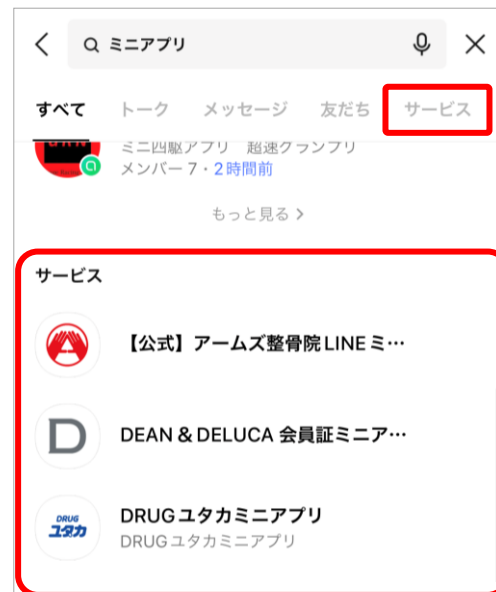 ミニアプリ
すべて トーク メッセージ 友だち サービス
ミニ四駆アプリ 超速グランプリ
メンバー 7・2時間前
もっと見る
サービス
【公式】アームズ整骨院 LINE ミ…
D
DEAN & DELUCA 会員証ミニア…
DRUG
ユタカ
DRUG ユタカミニアプリ
DRUG ユタカミニアプリ